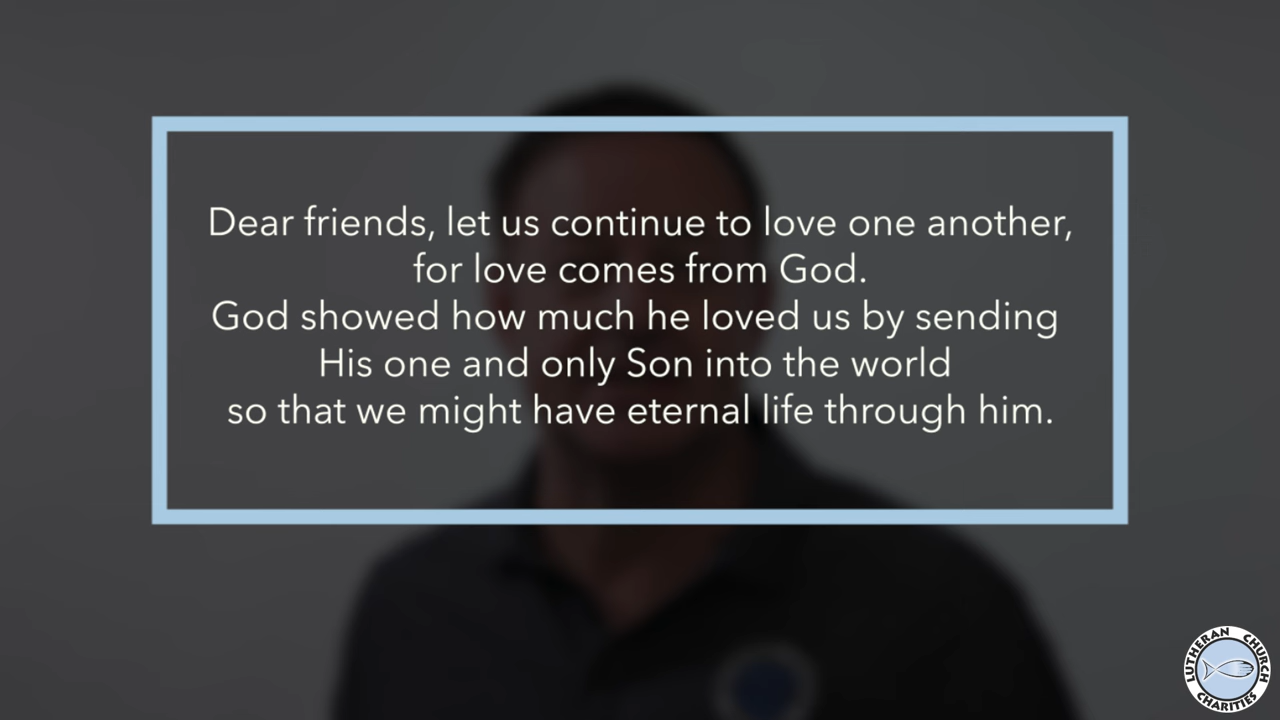 Dear friends, let us continue to love one another,
for love comes from God.
God showed how much he loved us by sending
His one and only Son into the world
so that we might have eternal life through him.
LUTHERAN CHURCH
CHARITIES